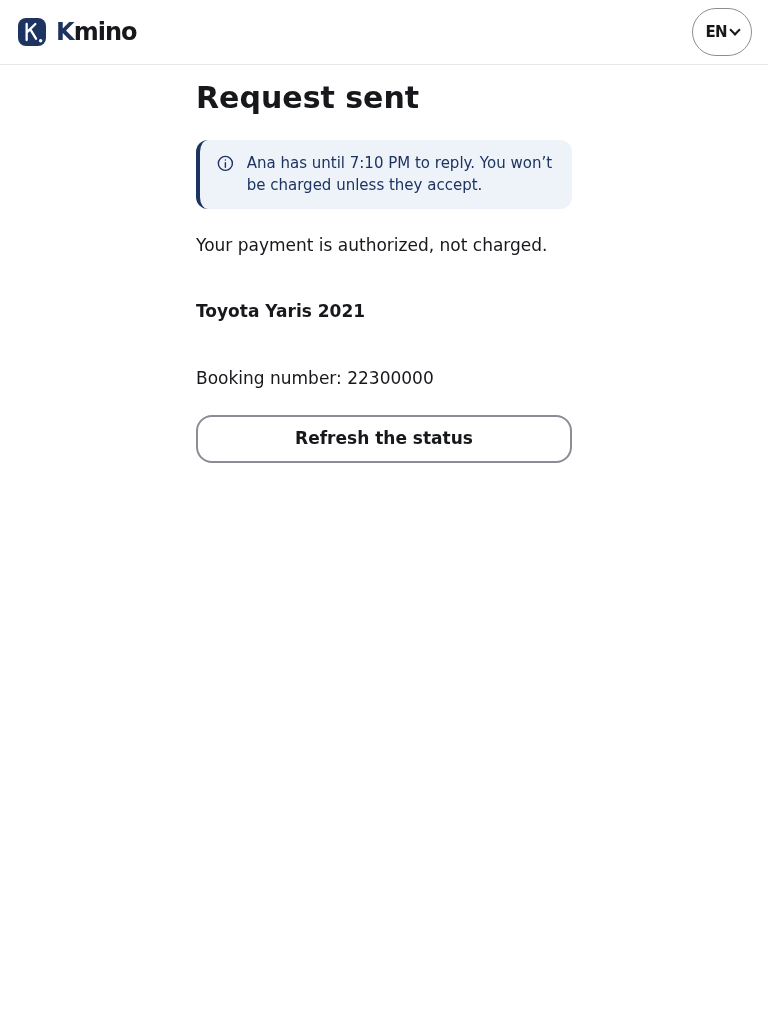 K. Kmino
EN
Request sent
Ana has until 7:10 PM to reply. You won’t
be charged unless they accept.
Your payment is authorized, not charged.
Toyota Yaris 2021
Booking number: 22300000
Refresh the status